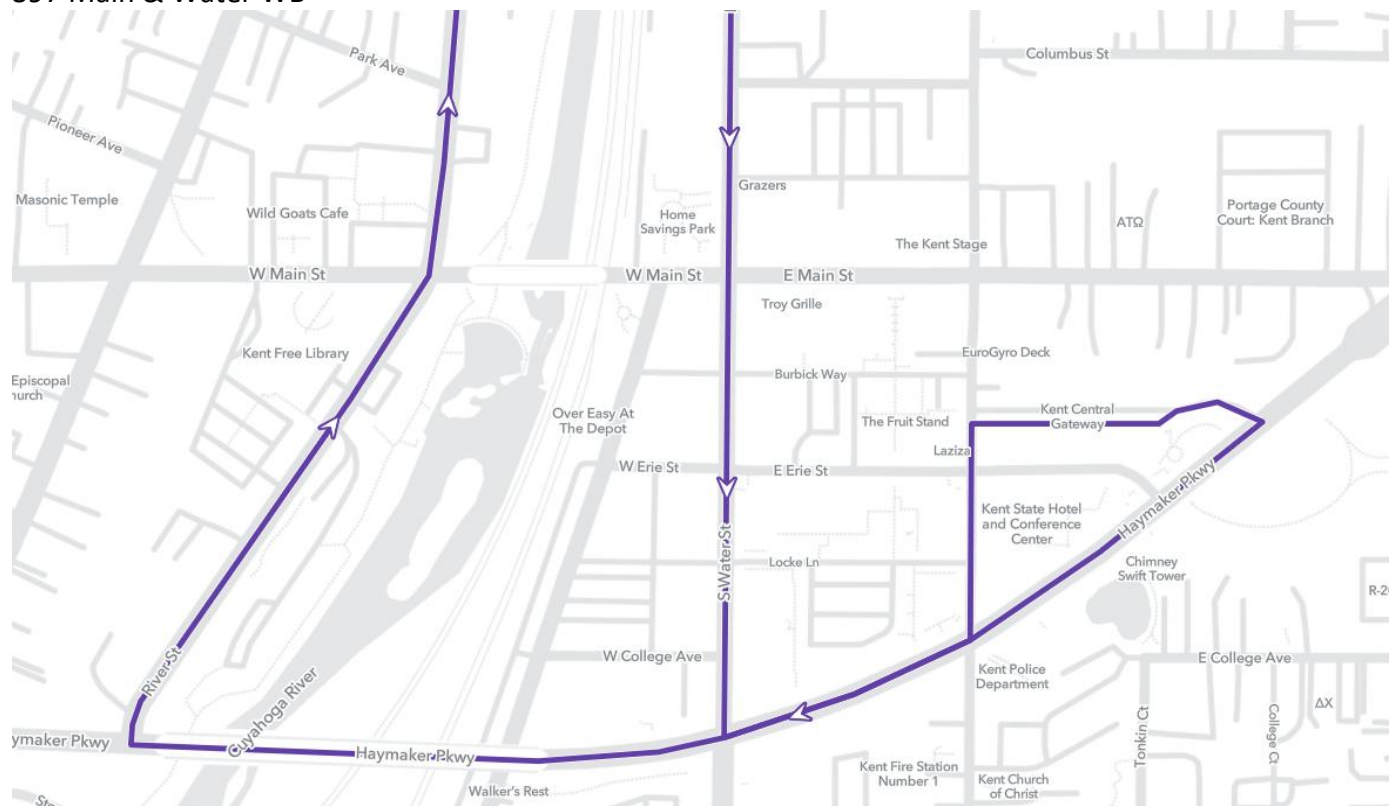 Park Ave
Columbus St
Pioneer Ave
Masonic Temple
Wild Goats Cafe
Home
Savings Park
Grazers
The Kent Stage
ΑΤΩ
Portage County
Court: Kent Branch
W Main St
W Main St
E Main St
Troy Grille
Kent Free Library
EuroGyro Deck
Episcopal
Burbick Way
Over Easy At
The Depot
The Fruit Stand
Kent Central
Gateway
Laziza
W Erie St
E Erie St
Kent State Hotel
and Conference
Center
Haymaker Pkwy
S Water St
Locke Ln
Chimney
Swift Tower
W College Ave
E College Ave
River St
Cuyahoga River
Kent Police
Department
Tonkin Ct
College Ct
ΔΧ
ymaker Pkwy
Haymaker Pkwy
Kent Fire Station
Number 1
Kent Church
of Christ
Walker's Rest